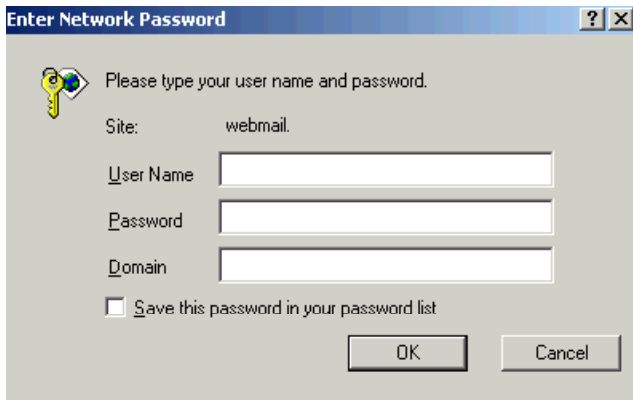 Enter Network Password
Please type your user name and password.
Site: webmail.
User Name
Password
Domain
Save this password in your password list
OK Cancel